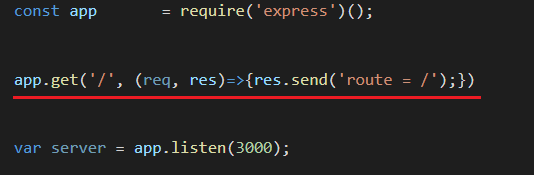 const app       = require('express')();
app.get('/', (req, res)=>{res.send('route = /');})
var server = app.listen(3000);